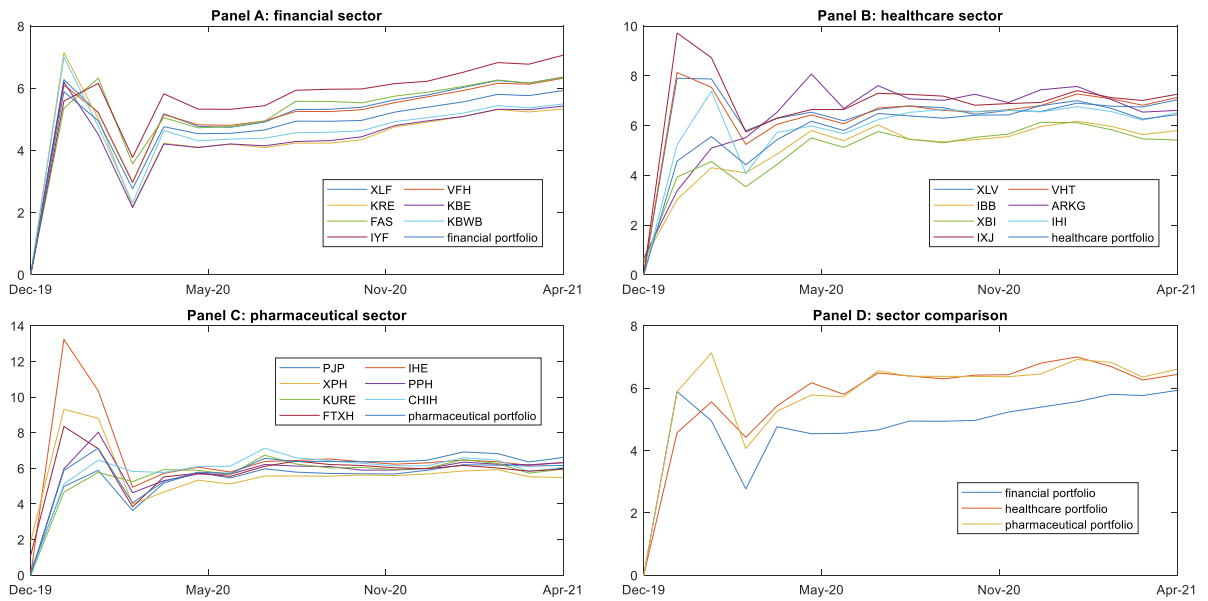 Panel A: financial sector
8
6
4
2
0
Dec-19 May-20 Nov-20 Apr-21
XLF VFH
KRE KBE
FAS KBWB
IYF financial portfolio
Panel B: healthcare sector
10
8
6
4
2
0
Dec-19 May-20 Nov-20 Apr-21
XLV VHT
IBB ARKG
XBI IHI
IXJ healthcare portfolio
Panel C: pharmaceutical sector
14
12
10
8
6
4
2
0
Dec-19 May-20 Nov-20 Apr-21
PJP IHE
XPH PPH
KURE CHIH
FTXH pharmaceutical portfolio
Panel D: sector comparison
8
6
4
2
0
Dec-19 May-20 Nov-20 Apr-21
financial portfolio
healthcare portfolio
pharmaceutical portfolio